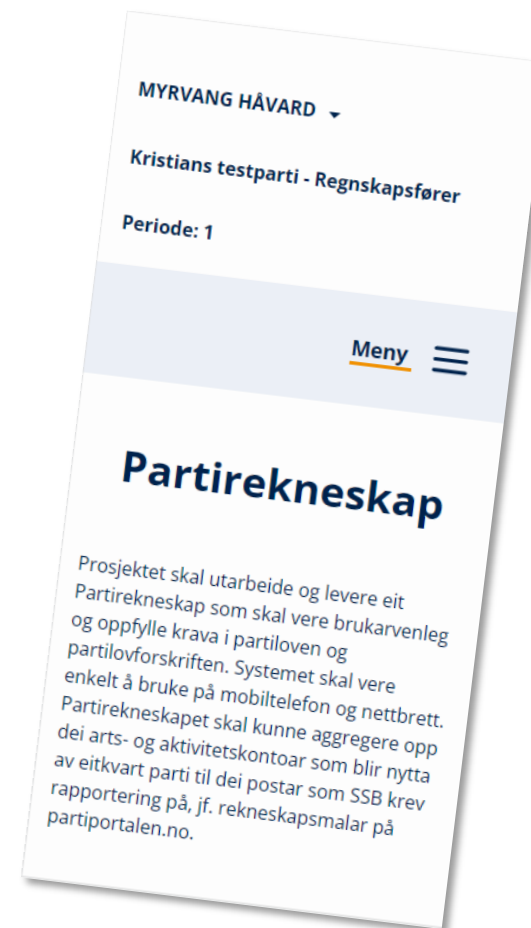 MYRVANG HÅVARD
Kristians testparti - Regnskapsfører
Periode: 1
Meny
Partirekneskap
Prosjektet skal utarbeide og levere eit
Partirekneskap som skal vere brukarvenleg
og oppfylle krava i partiloven og
partilovforskriften. Systemet skal vere
enkelt å bruke på mobiltelefon og nettbrett.
Partirekneskapet skal kunne aggregere opp
dei arts- og aktivitetskontoar som blir nytta
av eitkvart parti til dei postar som SSB krev
rapportering på, jf. rekneskapsmalar på
partiportalen.no.